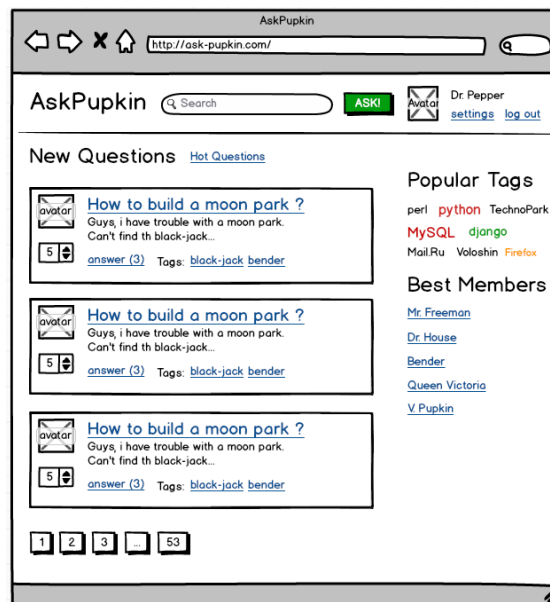 AskPupkin
http://ask-pupkin.com/
AskPupkin
Search
ASK!
Avatar
Dr. Pepper
settings log out
New Questions Hot Questions
avatar
How to build a moon park ?
Guys, i have trouble with a moon park.
Can't find th black-jack...
5
answer (3) Tags: black-jack bender
avatar
How to build a moon park ?
Guys, i have trouble with a moon park.
Can't find th black-jack...
5
answer (3) Tags: black-jack bender
avatar
How to build a moon park ?
Guys, i have trouble with a moon park.
Can't find th black-jack...
5
answer (3) Tags: black-jack bender
1 2 3 ... 53
Popular Tags
perl python TechnoPark
MySQL django
Mail.Ru Voloshin Firefox
Best Members
Mr. Freeman
Dr. House
Bender
Queen Victoria
V. Pupkin